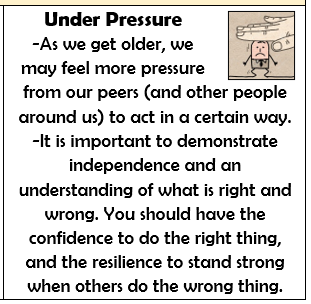 Under Pressure
-As we get older, we
may feel more pressure
from our peers (and other people
around us) to act in a certain way.
-It is important to demonstrate
independence and an
understanding of what is right and
wrong. You should have the
confidence to do the right thing,
and the resilience to stand strong
when others do the wrong thing.